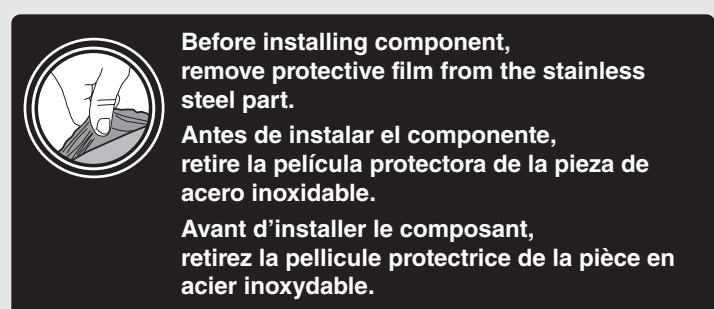 Before installing component,
remove protective film from the stainless
steel part.
Antes de instalar el componente,
retire la película protectora de la pieza de
acero inoxidable.
Avant d’installer le composant,
retirez la pellicule protectrice de la pièce en
acier inoxydable.